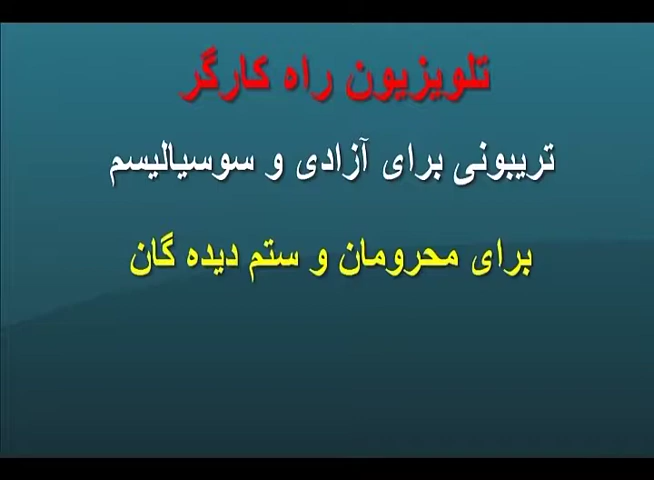 تلویزیون راه کارگر
تریبونی برای آزادی و سوسیالیسم
برای محرومان و ستم دیده گان